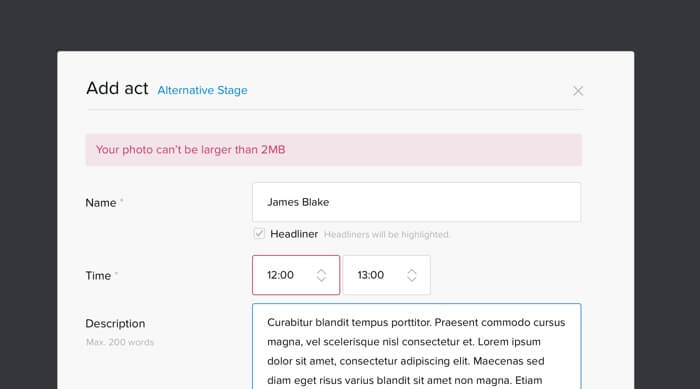 Add act Alternative Stage
Your photo can't be larger than 2MB
Name *
James Blake
Headliner Headliners will be highlighted.
Time *
12:00
13:00
Description
Max. 200 words
Curabitur blandit tempus porttitor. Praesent commodo cursus
magna, vel scelerisque nisl consectetur et. Lorem ipsum
dolor sit amet, consectetur adipiscing elit. Maecenas sed
diam eget risus varius blandit sit amet non magna. Etiam